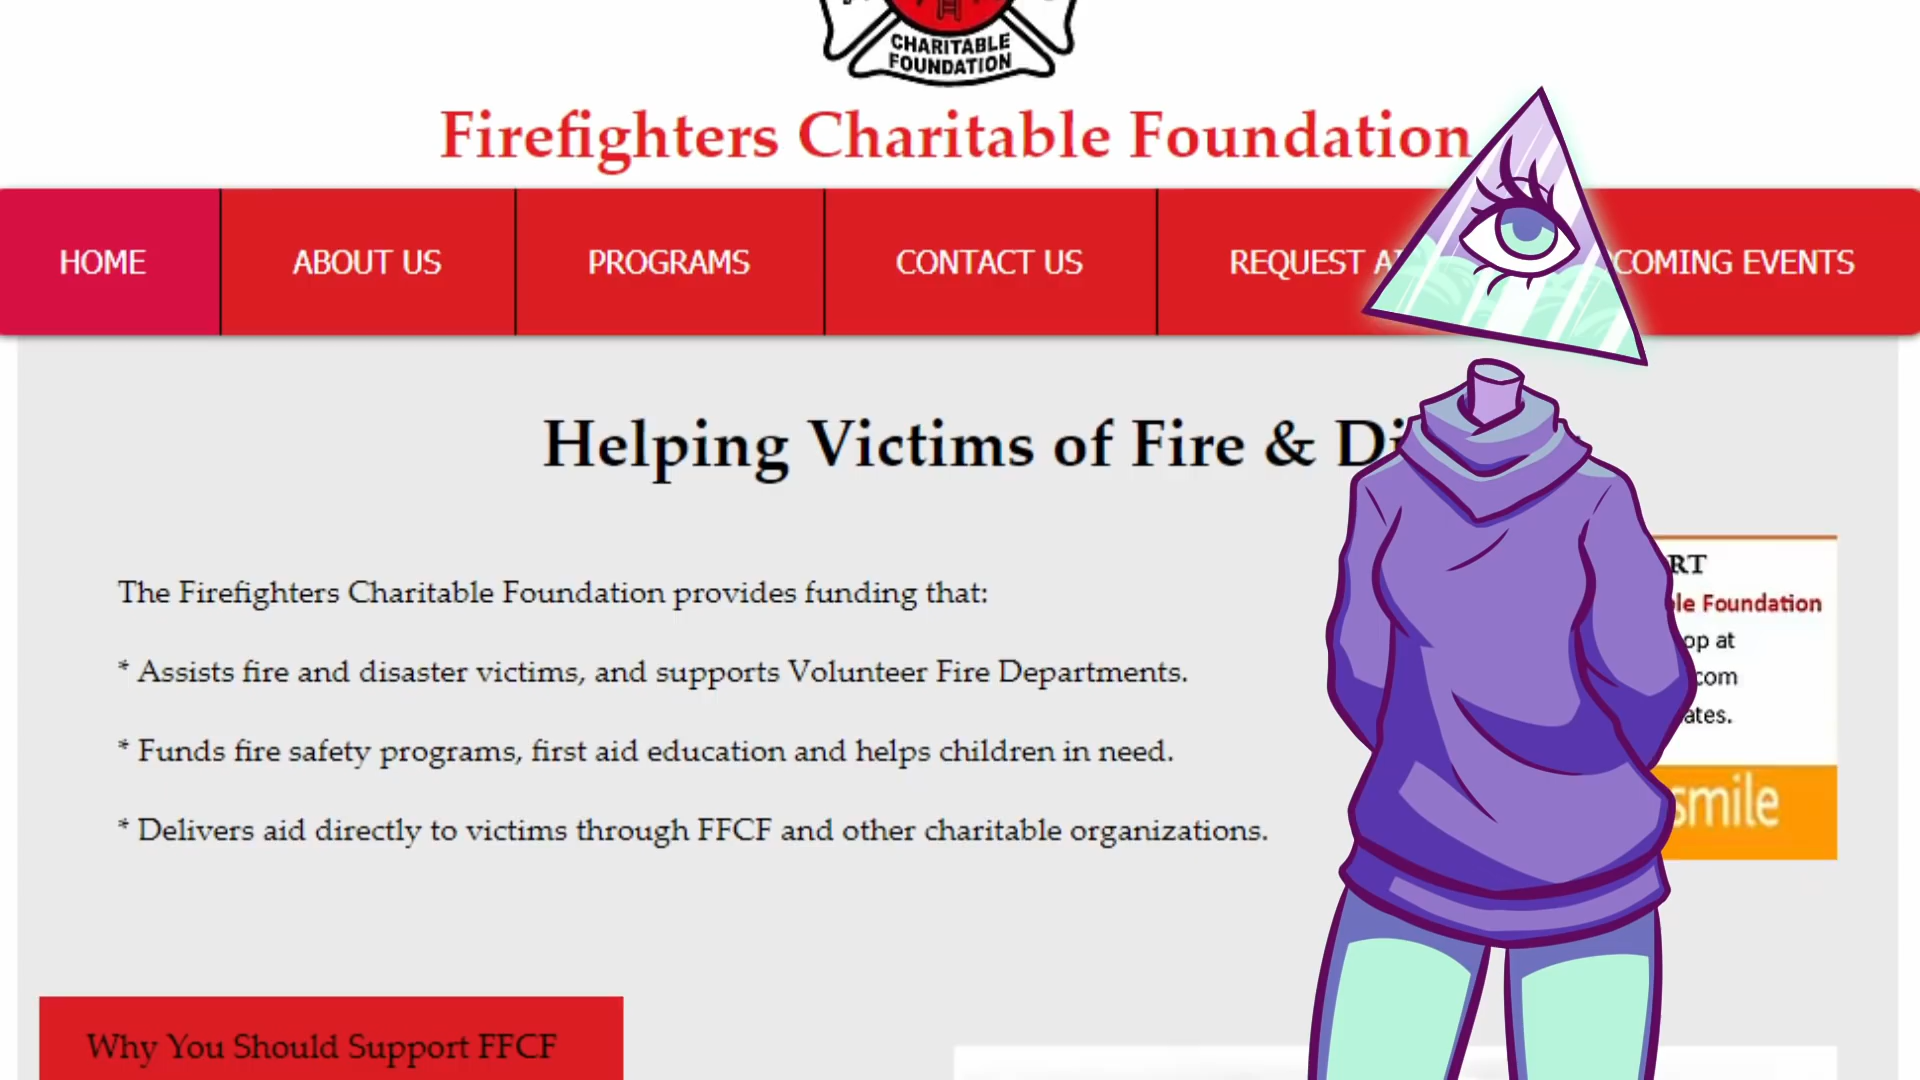 CHARITABLE
FOUNDATION
Firefighters Charitable Foundation
HOME
ABOUT US
PROGRAMS
CONTACT US
REQUEST
COMING EVENTS
Helping Victims of Fire &
The Firefighters Charitable Foundation provides funding that:
* Assists fire and disaster victims, and supports Volunteer Fire Departments.
* Funds fire safety programs, first aid education and helps children in need.
* Delivers aid directly to victims through FFCF and other charitable organizations.
RT
le Foundation
op at
com
ates.
smile
Why You Should Support FFCF